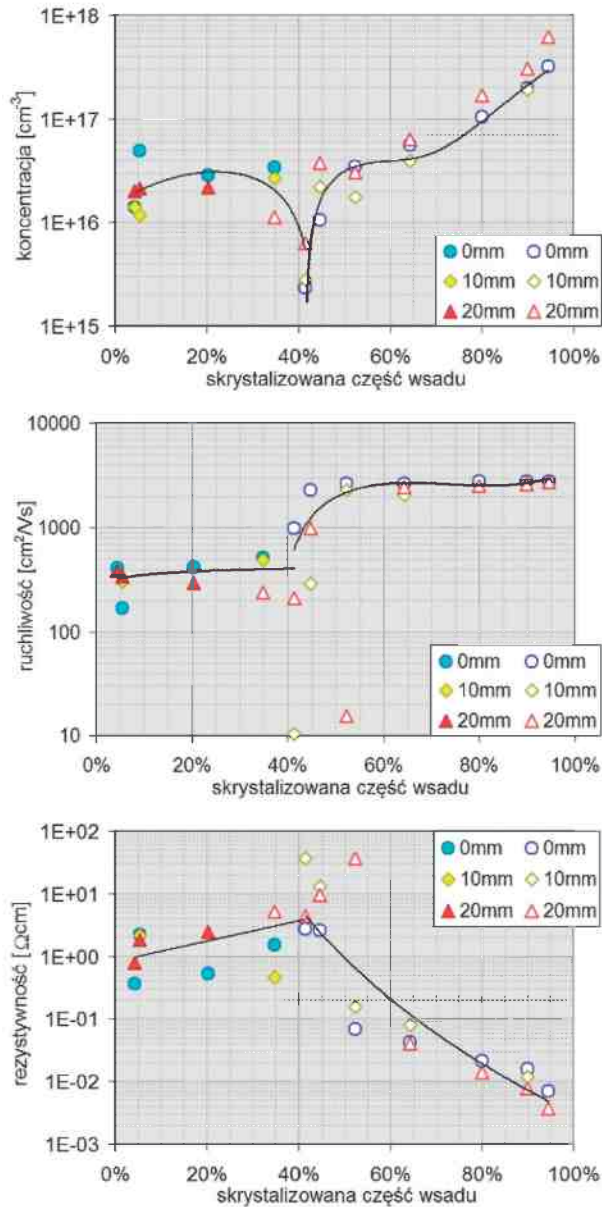 1E+18
1E+17
1E+16
1E+15
koncentracja [cm-3]
0mm 0mm
10mm 10mm
20mm 20mm
0% 20% 40% 60% 80% 100%
skrystalizowana część wsadu
10000
1000
100
10
ruchliwość [cm2/Vs]
0mm 0mm
10mm 10mm
20mm 20mm
0% 20% 40% 60% 80% 100%
skrystalizowana część wsadu
1E+02
1E+01
1E+00
1E-01
1E-02
1E-03
rezystywność [Ωcm]
0mm 0mm
10mm 10mm
20mm 20mm
0% 20% 40% 60% 80% 100%
skrystalizowana część wsadu